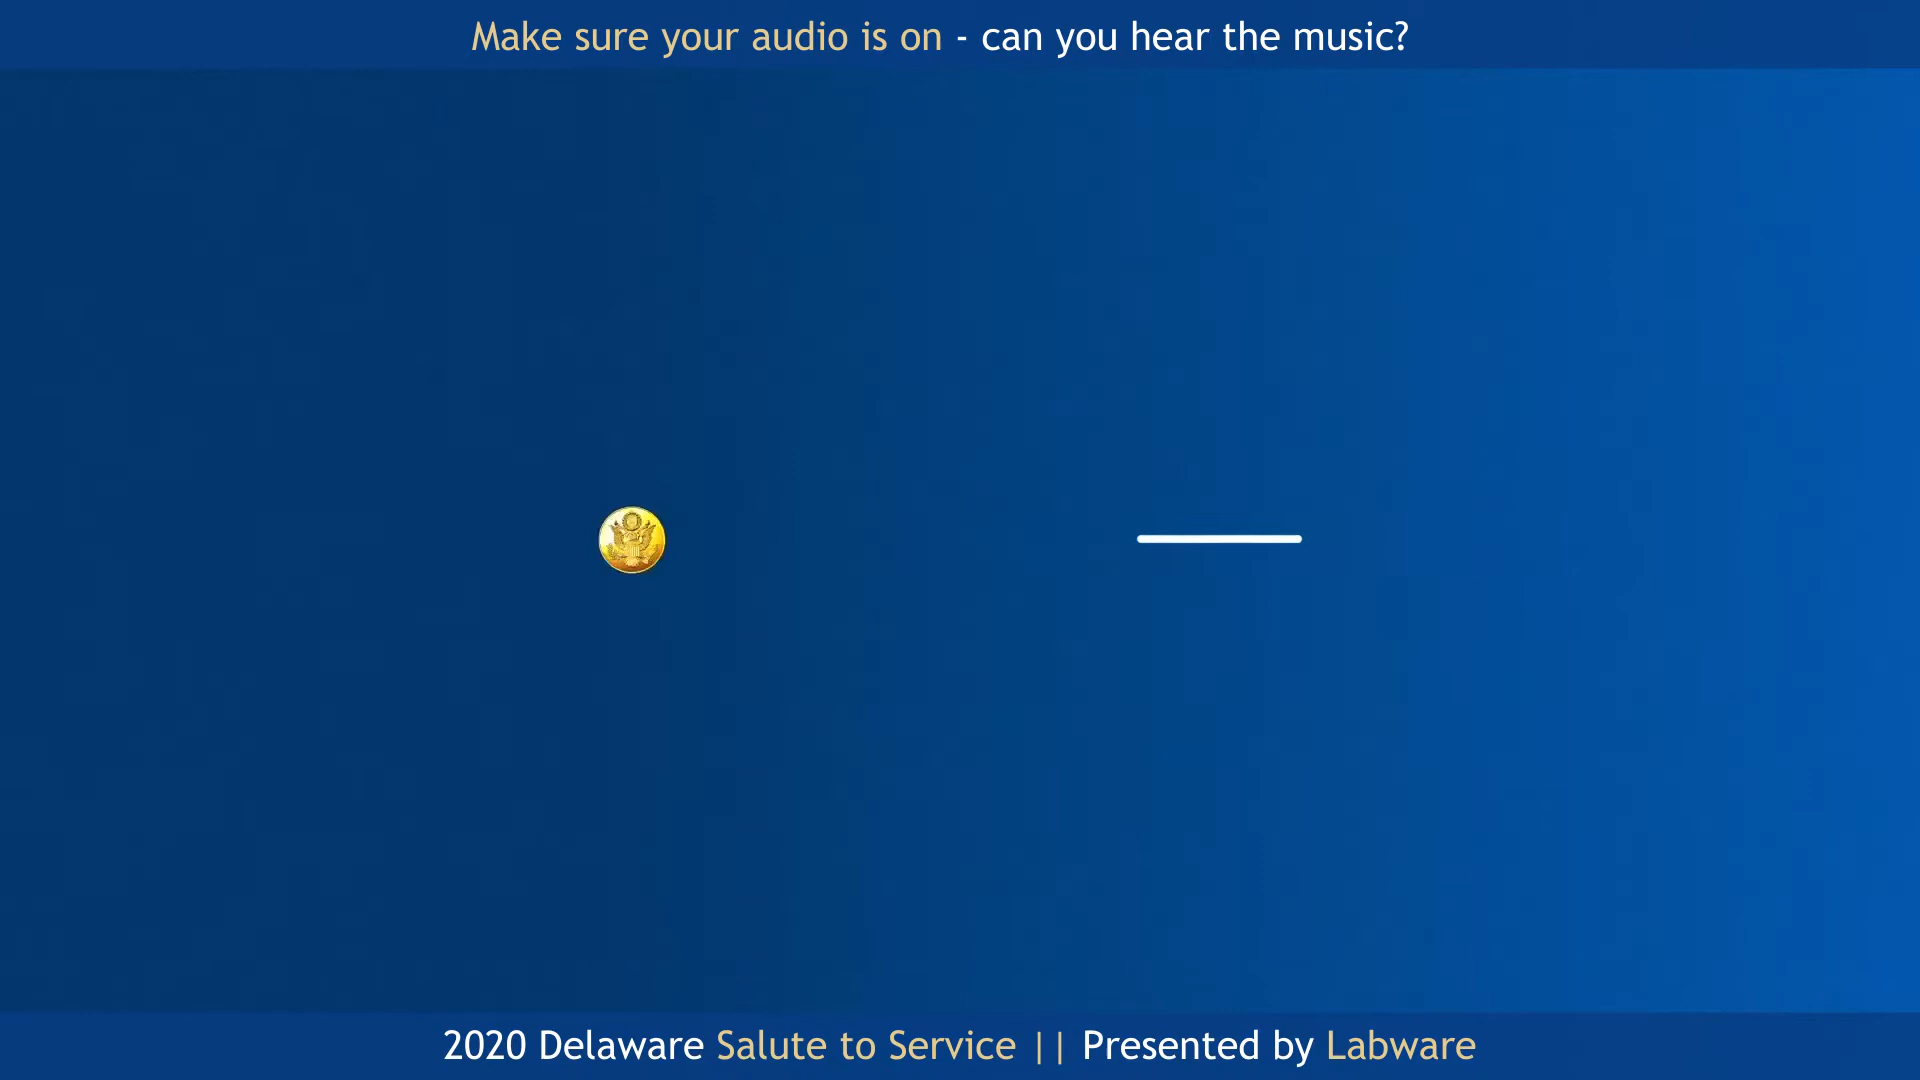 Make sure your audio is on - can you hear the music?
2020 Delaware Salute to Service || Presented by Labware